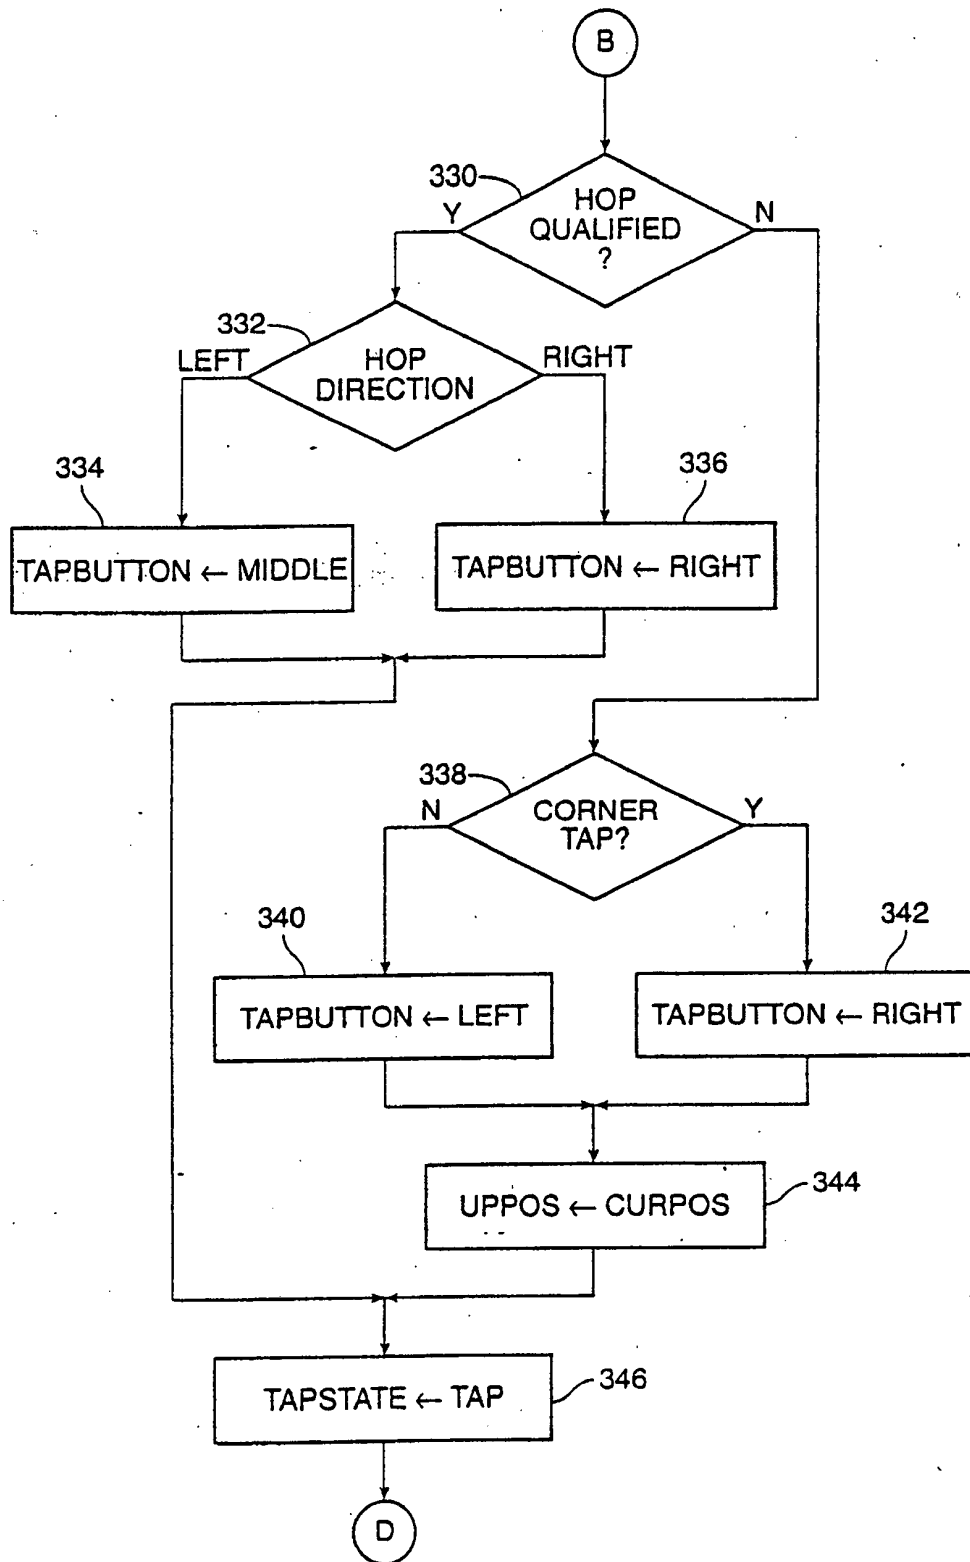 B
330
HOP
QUALIFIED
?
Y
N
332
HOP
DIRECTION
LEFT
RIGHT
334
336
TAPBUTTON ← MIDDLE
TAPBUTTON ← RIGHT
338
CORNER
TAP?
N
Y
340
342
TAPBUTTON ← LEFT
TAPBUTTON ← RIGHT
UPPOS ← CURPOS
344
TAPSTATE ← TAP
346
D